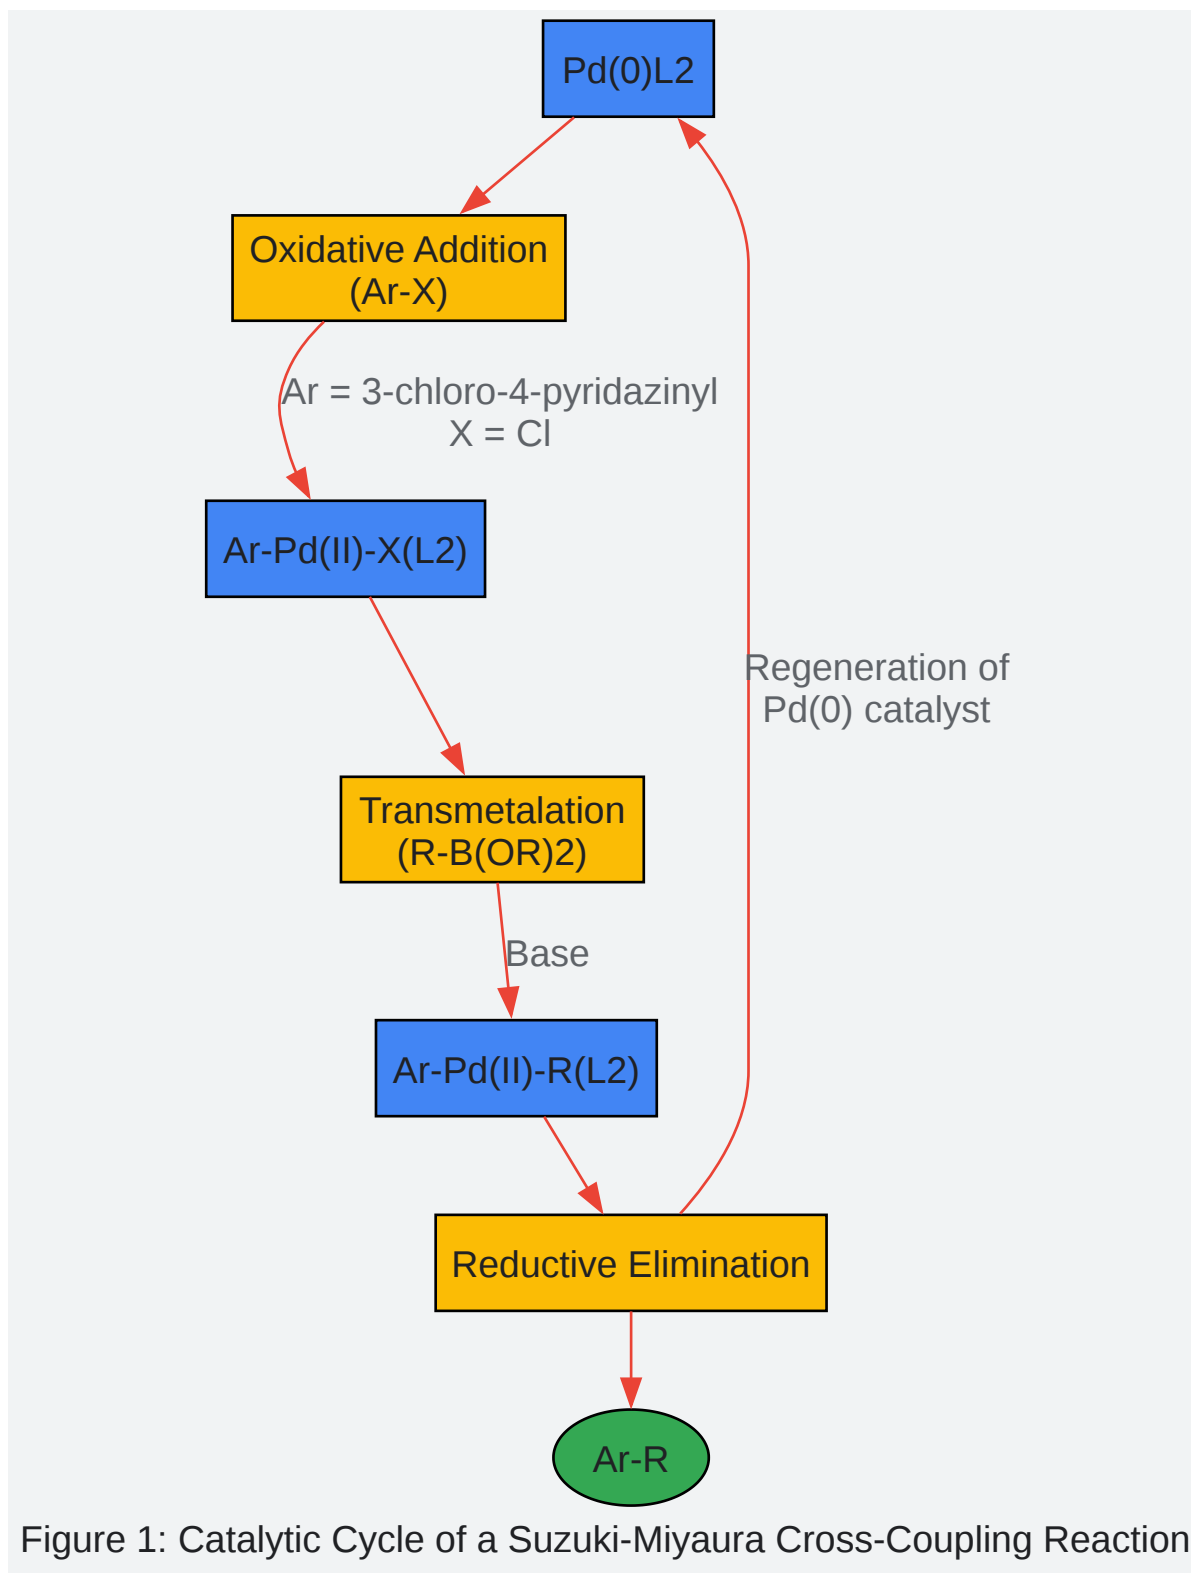 Pd(0)L2
Oxidative Addition
(Ar-X)
Ar = 3-chloro-4-pyridazinyl
X = Cl
Ar-Pd(II)-X(L2)
Regeneration of
Pd(0) catalyst
Transmetalation
(R-B(OR)2)
Base
Ar-Pd(II)-R(L2)
Reductive Elimination
Ar-R
Figure 1: Catalytic Cycle of a Suzuki-Miyaura Cross-Coupling Reaction